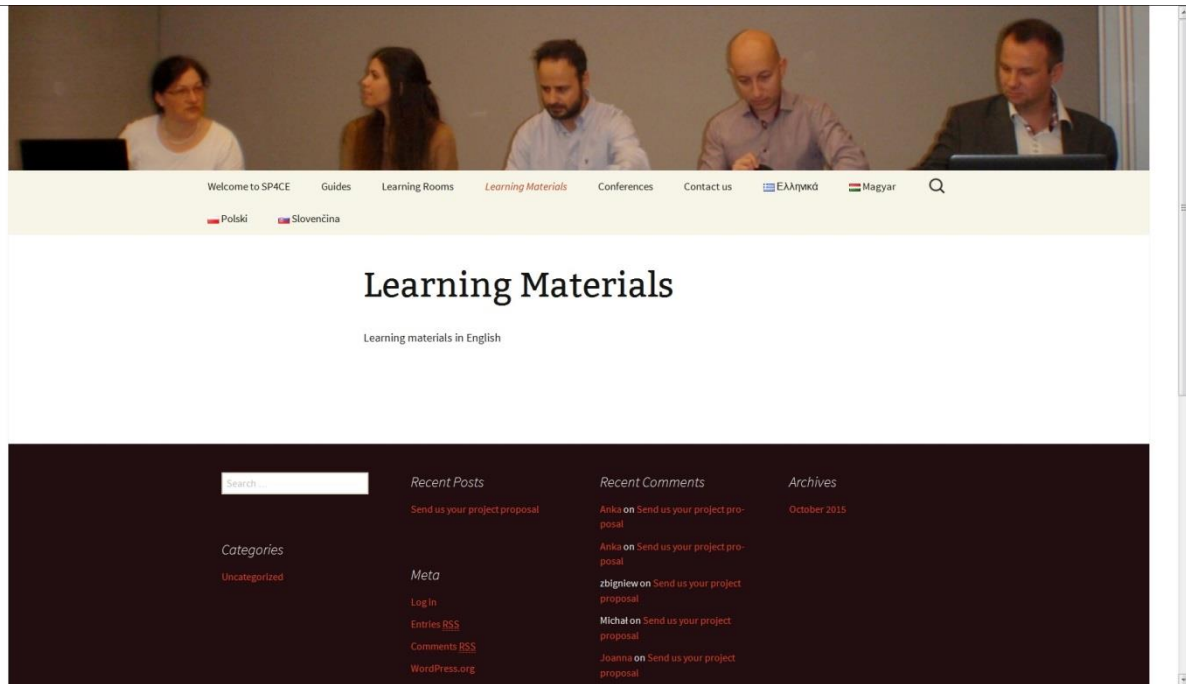 Welcome to SP4CE Guides Learning Rooms Learning Materials Conferences Contact us Ελληνικά Magyar
Polski Slovenčina
Learning Materials
Learning materials in English
Search ...
Categories
Uncategorized
Recent Posts
Send us your project proposal
Meta
Log in
Entries RSS
Comments RSS
WordPress.org
Recent Comments
Anka on Send us your project pro-
posal
Anka on Send us your project pro-
posal
zbigniew on Send us your project
proposal
Michał on Send us your project
proposal
Joanna on Send us your project
proposal
Archives
October 2015